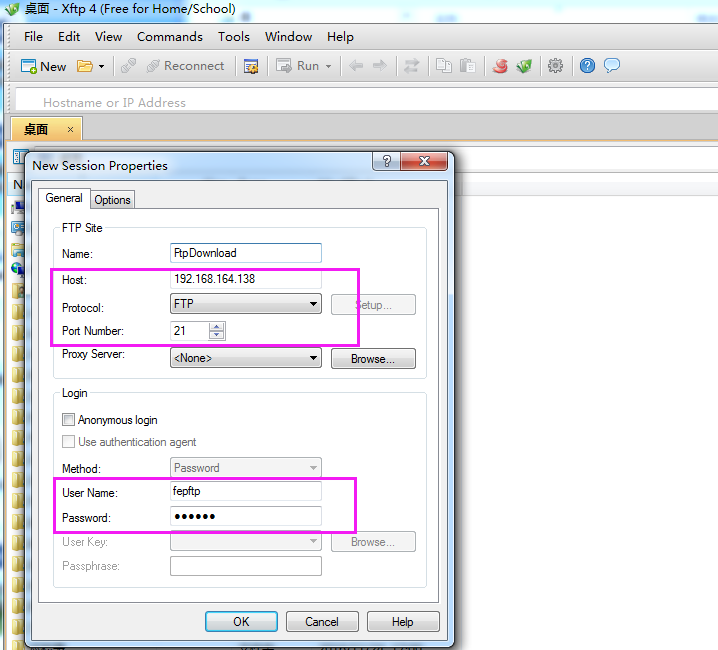 桌面 - Xftp 4 (Free for Home/School)
File Edit View Commands Tools Window Help
New Reconnect Run
Hostname or IP Address
桌面 ×
New Session Properties
General Options
FTP Site
Name: FtpDownload
Host: 192.168.164.138
Protocol: FTP Setup...
Port Number: 21
Proxy Server: <None> Browse...
Login
Anonymous login
Use authentication agent
Method: Password
User Name: fepftp
Password: ●●●●●●
User Key: Browse...
Passphrase:
OK Cancel Help